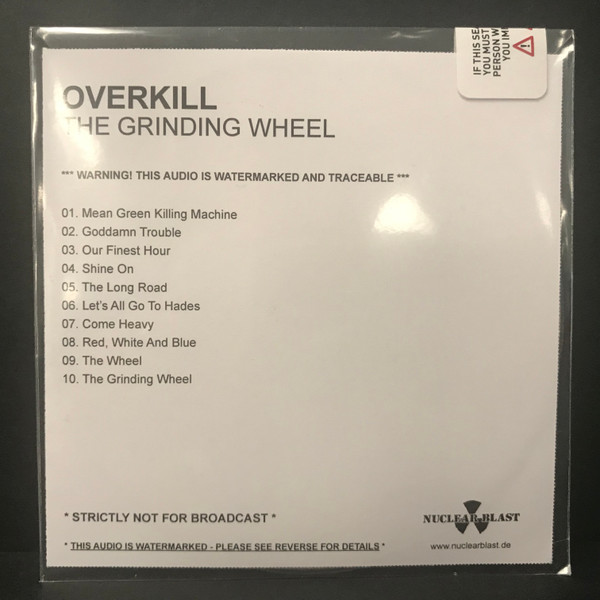 OVERKILL
THE GRINDING WHEEL
*** WARNING! THIS AUDIO IS WATERMARKED AND TRACEABLE ***
01. Mean Green Killing Machine
02. Goddamn Trouble
03. Our Finest Hour
04. Shine On
05. The Long Road
06. Let's All Go To Hades
07. Come Heavy
08. Red, White And Blue
09. The Wheel
10. The Grinding Wheel
* STRICTLY NOT FOR BROADCAST *
* THIS AUDIO IS WATERMARKED - PLEASE SEE REVERSE FOR DETAILS *
NUCLEAR BLAST
www.nuclearblast.de
IF THIS SE
YOU MUST
PERSON W
YOU IM